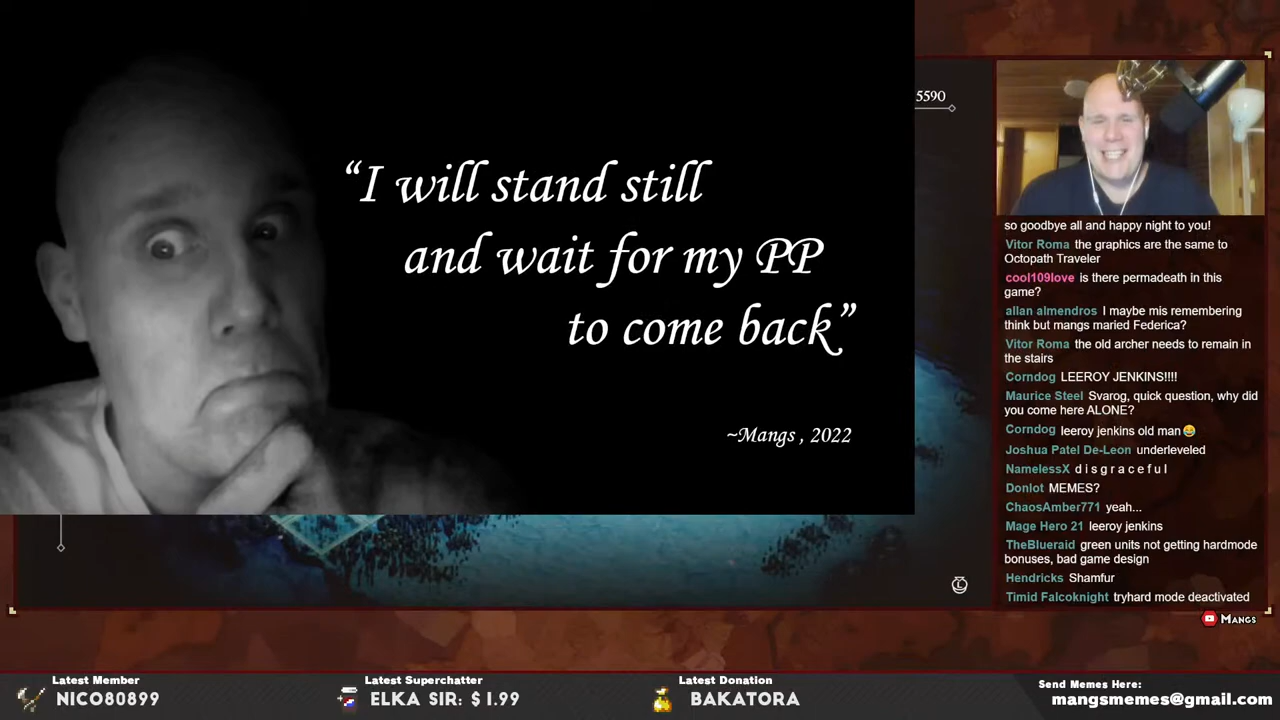 “I will stand still
and wait for my PP
to come back”
~Mangs , 2022
5590
so goodbye all and happy night to you!
Vitor Roma the graphics are the same to
Octopath Traveler
cool109love is there permadeath in this
game?
allan almendros I maybe mis remembering
think but mangs maried Federica?
Vitor Roma the old archer needs to remain in
the stairs
Corndog LEEROY JENKINS!!!!
Maurice Steel Svarog, quick question, why did
you come here ALONE?
Corndog leeroy jenkins old man😂
Joshua Patel De-Leon underleveled
NamelessX d i s g r a c e f u l
Donlot MEMES?
ChaosAmber771 yeah...
Mage Hero 21 leeroy jenkins
TheBlueraid green units not getting hardmode
bonuses, bad game design
Hendricks Shamfur
Timid Falcoknight tryhard mode deactivated
Mangs
L
Latest Member
NICO80899
Latest Superchatter
ELKA SIR: $1.99
Latest Donation
BAKATORA
Send Memes Here:
mangsmemes@gmail.com